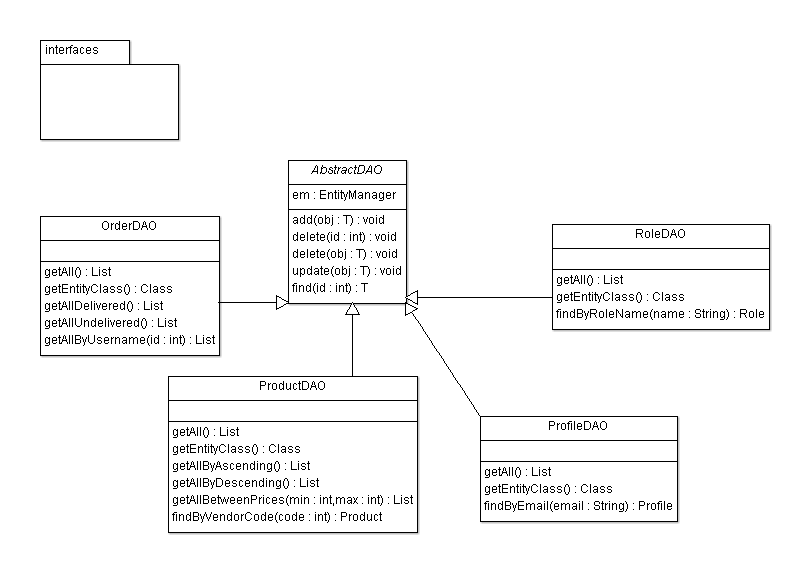 interfaces
AbstractDAO
em : EntityManager
add(obj : T) : void
delete(id : int) : void
delete(obj : T) : void
update(obj : T) : void
find(id : int) : T
OrderDAO
getAll() : List
getEntityClass() : Class
getAllDelivered() : List
getAllUndelivered() : List
getAllByUsername(id : int) : List
RoleDAO
getAll() : List
getEntityClass() : Class
findByRoleName(name : String) : Role
ProductDAO
getAll() : List
getEntityClass() : Class
getAllByAscending() : List
getAllByDescending() : List
getAllBetweenPrices(min : int,max : int) : List
findByVendorCode(code : int) : Product
ProfileDAO
getAll() : List
getEntityClass() : Class
findByEmail(email : String) : Profile